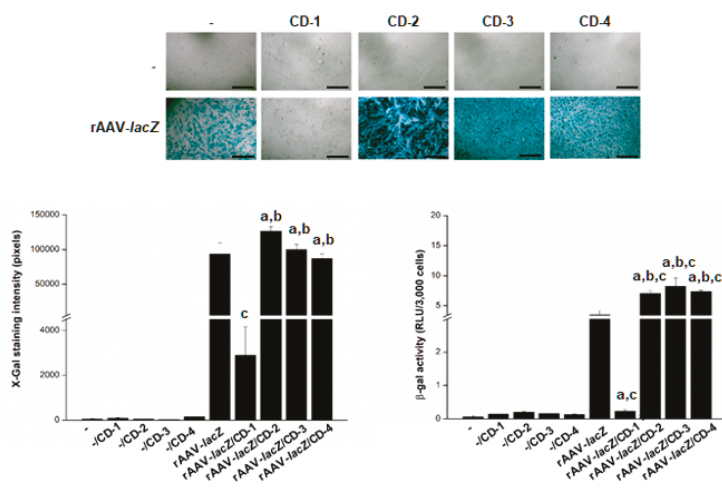 - CD-1 CD-2 CD-3 CD-4
-
rAAV-lacZ
X-Gal staining intensity (pixels)
150000
100000
50000
4000
2000
0
a,b
a,b
a,b
c
- -/CD-1 -/CD-2 -/CD-3 -/CD-4 rAAV-lacZ rAAV-lacZ/CD-1 rAAV-lacZ/CD-2 rAAV-lacZ/CD-3 rAAV-lacZ/CD-4
β-gal activity (RLU/3,000 cells)
20
15
10
5
4
2
0
a,b,c
a,b,c
a,b,c
a,c
- -/CD-1 -/CD-2 -/CD-3 -/CD-4 rAAV-lacZ rAAV-lacZ/CD-1 rAAV-lacZ/CD-2 rAAV-lacZ/CD-3 rAAV-lacZ/CD-4